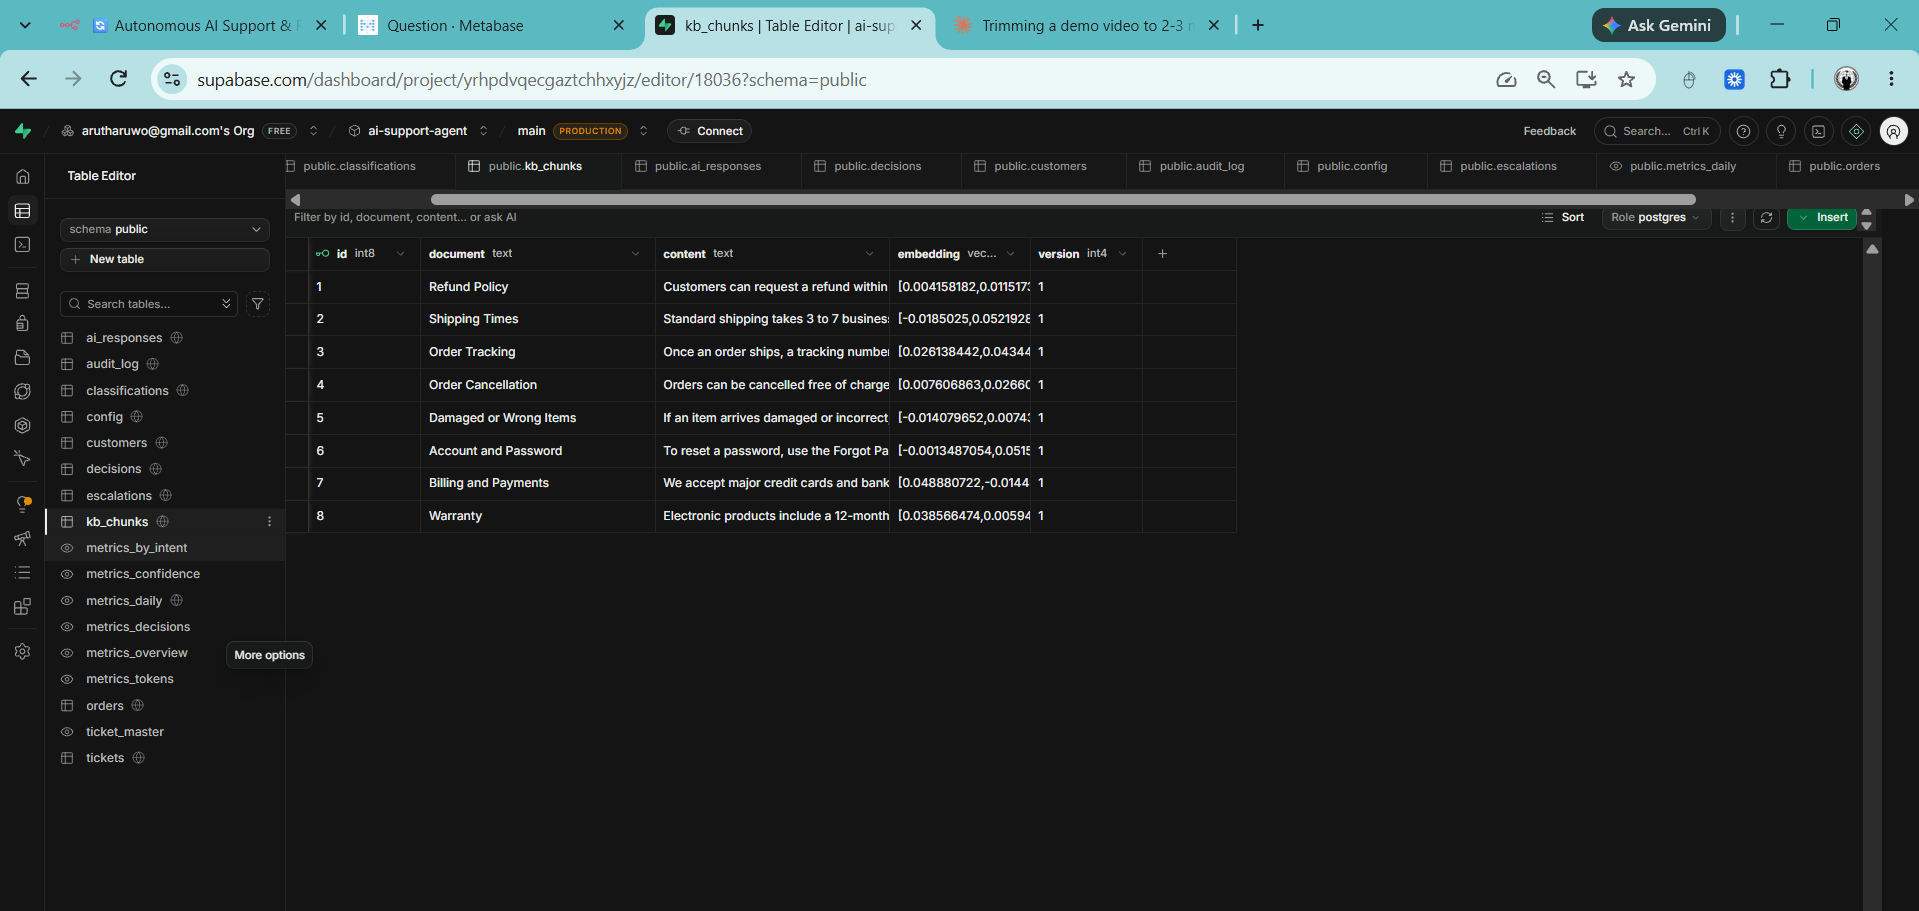 Autonomous AI Support &
Question · Metabase
kb_chunks | Table Editor | ai-sup
Trimming a demo video to 2-3
Ask Gemini
supabase.com/dashboard/project/yrhpdvqecgaztchhxyjz/editor/18036?schema=public
arutharuwo@gmail.com's Org FREE
ai-support-agent
main PRODUCTION
Connect
Feedback
Search... Ctrl K
Table Editor
public.classifications
public.kb_chunks
public.ai_responses
public.decisions
public.customers
public.audit_log
public.config
public.escalations
public.metrics_daily
public.orders
Filter by id, document, content... or ask AI
Sort
Role postgres
Insert
schema public
New table
Search tables...
ai_responses
audit_log
classifications
config
customers
decisions
escalations
kb_chunks
metrics_by_intent
metrics_confidence
metrics_daily
metrics_decisions
metrics_overview
metrics_tokens
orders
ticket_master
tickets
More options
id int8 document text content text embedding vec... version int4
1 Refund Policy Customers can request a refund within [0.004158182,0.0115173 1
2 Shipping Times Standard shipping takes 3 to 7 business [-0.0185025,0.0521928 1
3 Order Tracking Once an order ships, a tracking number [0.026138442,0.04344 1
4 Order Cancellation Orders can be cancelled free of charge [0.007606863,0.02660 1
5 Damaged or Wrong Items If an item arrives damaged or incorrect, [-0.014079652,0.0074 1
6 Account and Password To reset a password, use the Forgot Pa [-0.0013487054,0.0515 1
7 Billing and Payments We accept major credit cards and bank [0.048880722,-0.0144 1
8 Warranty Electronic products include a 12-month [0.038566474,0.00594 1